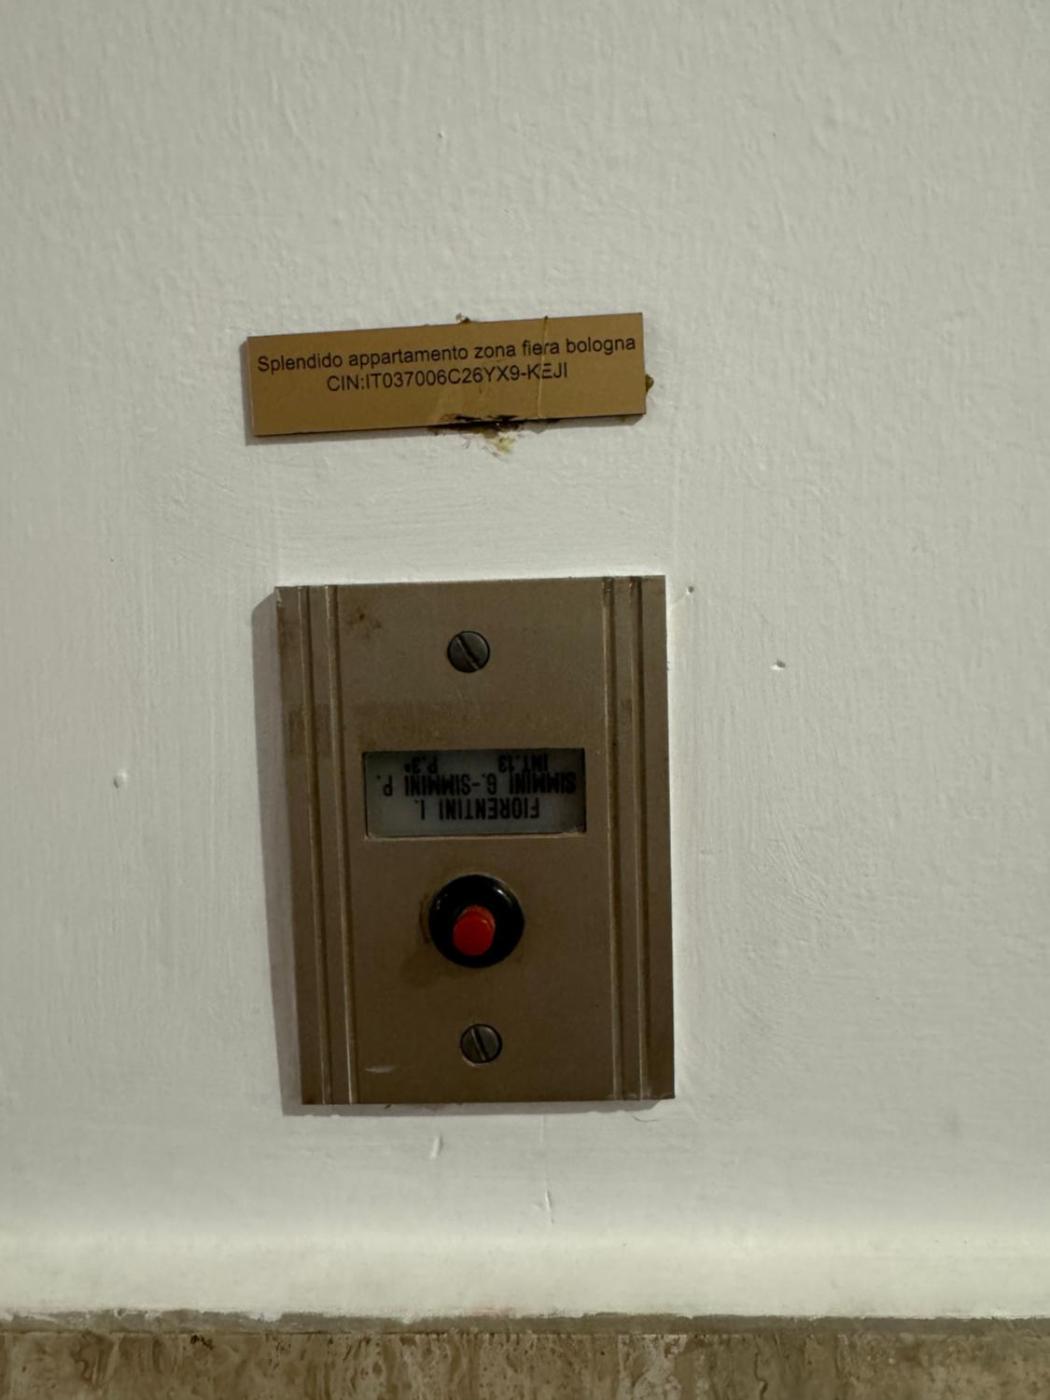 Splendido appartamento zona fiera bologna
CIN:IT037006C26YX9-KEJI
FIORENTINI I.
SIMMINI G.-SIMMINI P.
INT.13 P.3°